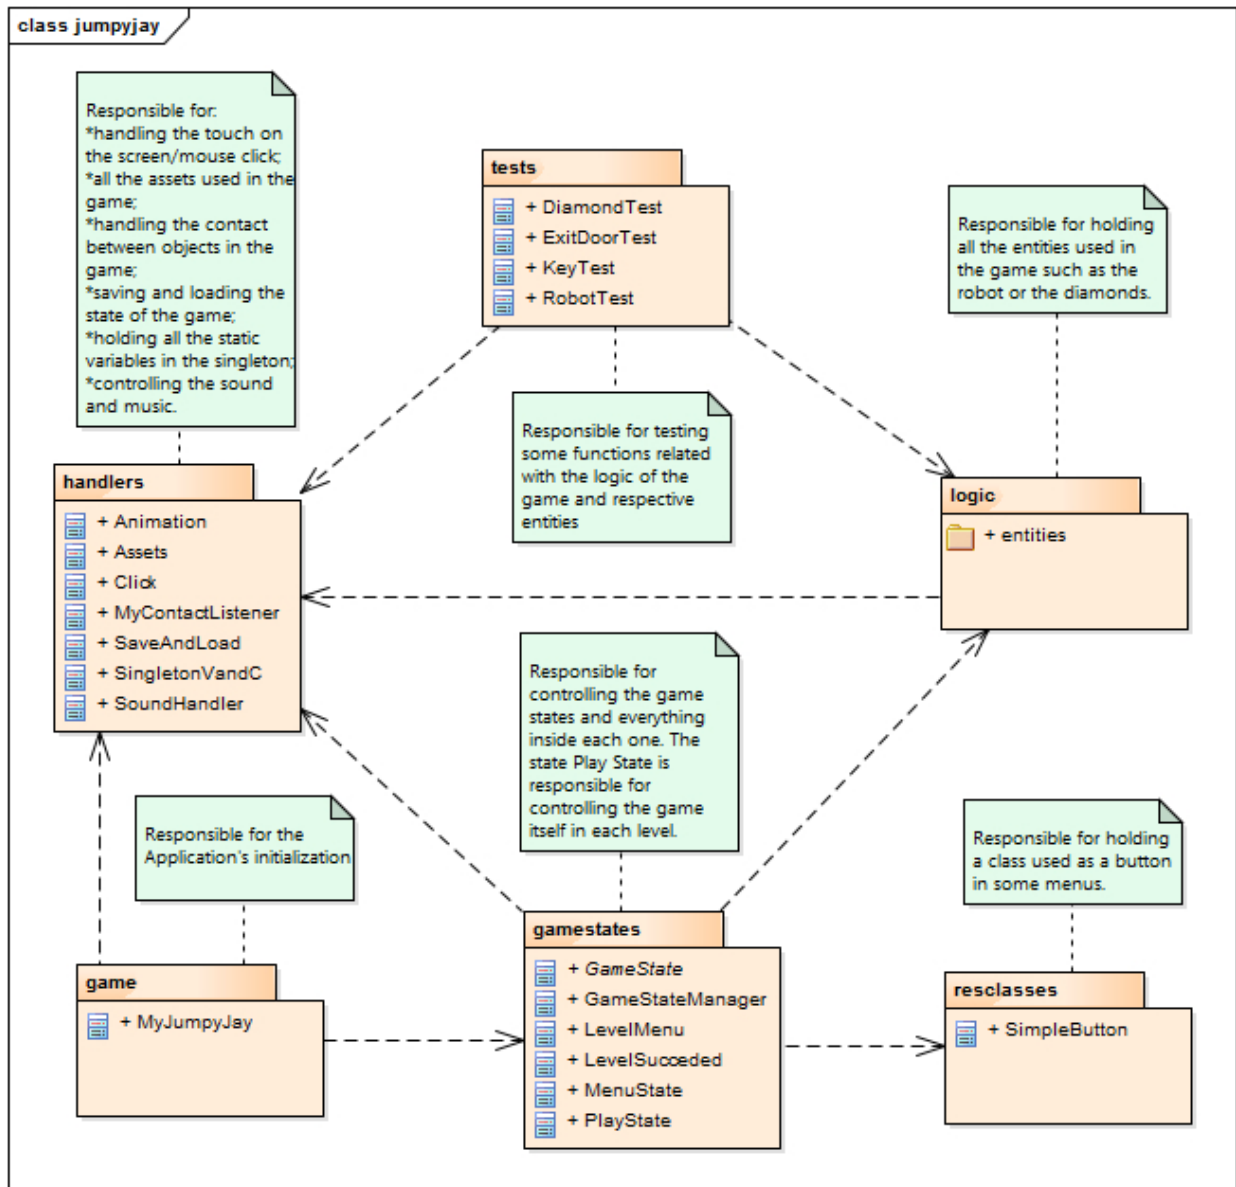 class jumpyjay
Responsible for:
*handling the touch on
the screen/mouse click;
*all the assets used in the
game;
*handling the contact
between objects in the
game;
*saving and loading the
state of the game;
*holding all the static
variables in the singleton;
*controlling the sound
and music.
tests
+ DiamondTest
+ ExitDoorTest
+ KeyTest
+ RobotTest
Responsible for holding
all the entities used in
the game such as the
robot or the diamonds.
Responsible for testing
some functions related
with the logic of the
game and respective
entities
handlers
+ Animation
+ Assets
+ Click
+ MyContactListener
+ SaveAndLoad
+ SingletonVandC
+ SoundHandler
logic
+ entities
Responsible for
controlling the game
states and everything
inside each one. The
state Play State is
responsible for
controlling the game
itself in each level.
Responsible for the
Application's initialization
Responsible for holding
a class used as a button
in some menus.
game
+ MyJumpyJay
gamestates
+ GameState
+ GameStateManager
+ LevelMenu
+ LevelSucceded
+ MenuState
+ PlayState
resclasses
+ SimpleButton